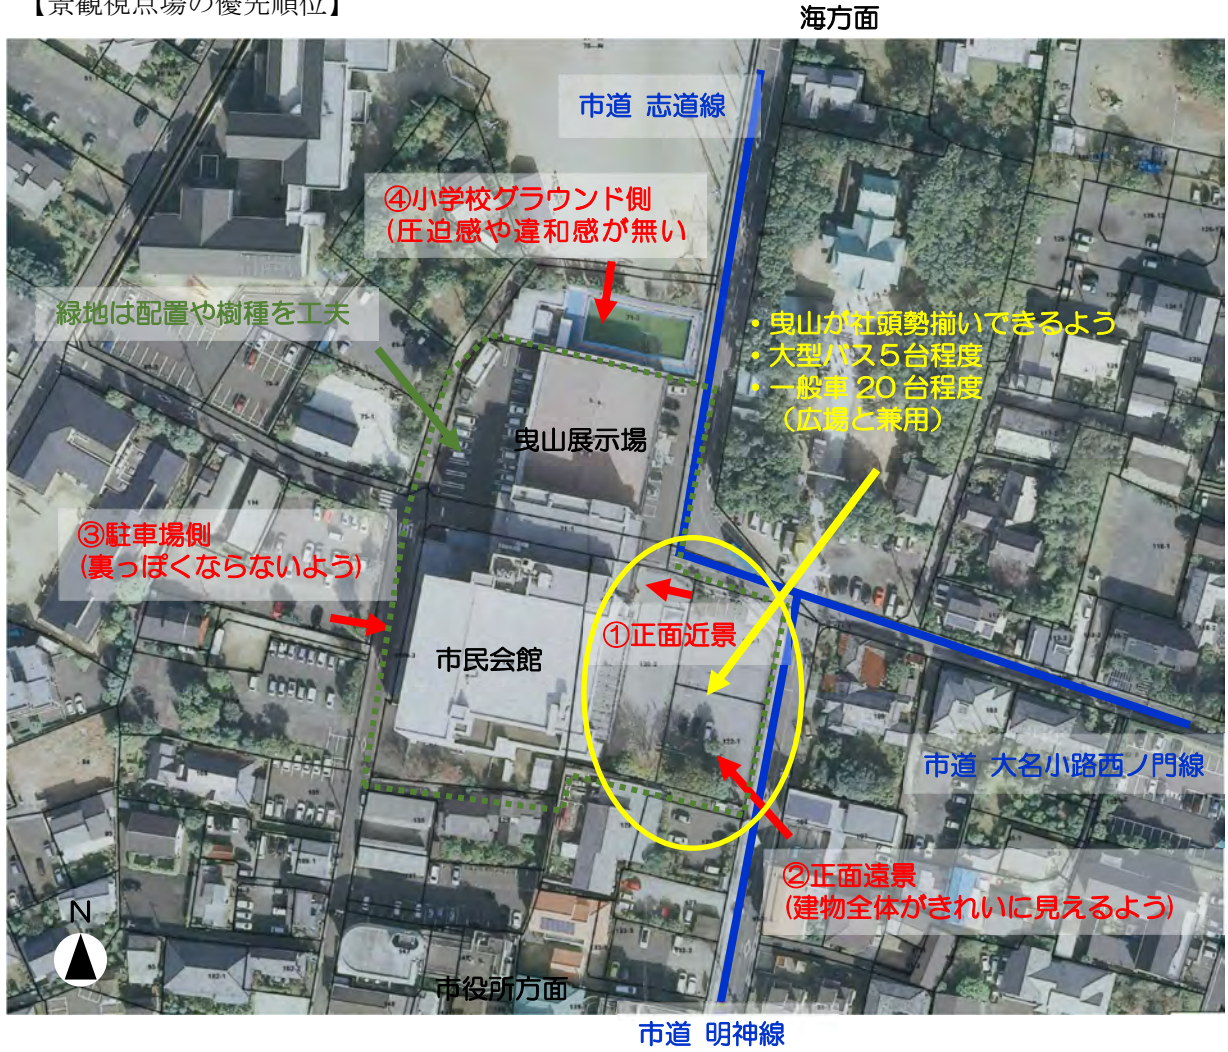 【景観視点場の優先順位】
海方面
市道 志道線
④小学校グラウンド側
(圧迫感や違和感が無い
緑地は配置や樹種を工夫
・曳山が社頭勢揃いできるよう
・大型バス5台程度
・一般車 20 台程度
（広場と兼用）
曳山展示場
③駐車場側
(裏っぽくならないよう)
①正面近景
市民会館
市道 大名小路西ノ門線
②正面遠景
(建物全体がきれいに見えるよう)
N
市役所方面
市道 明神線